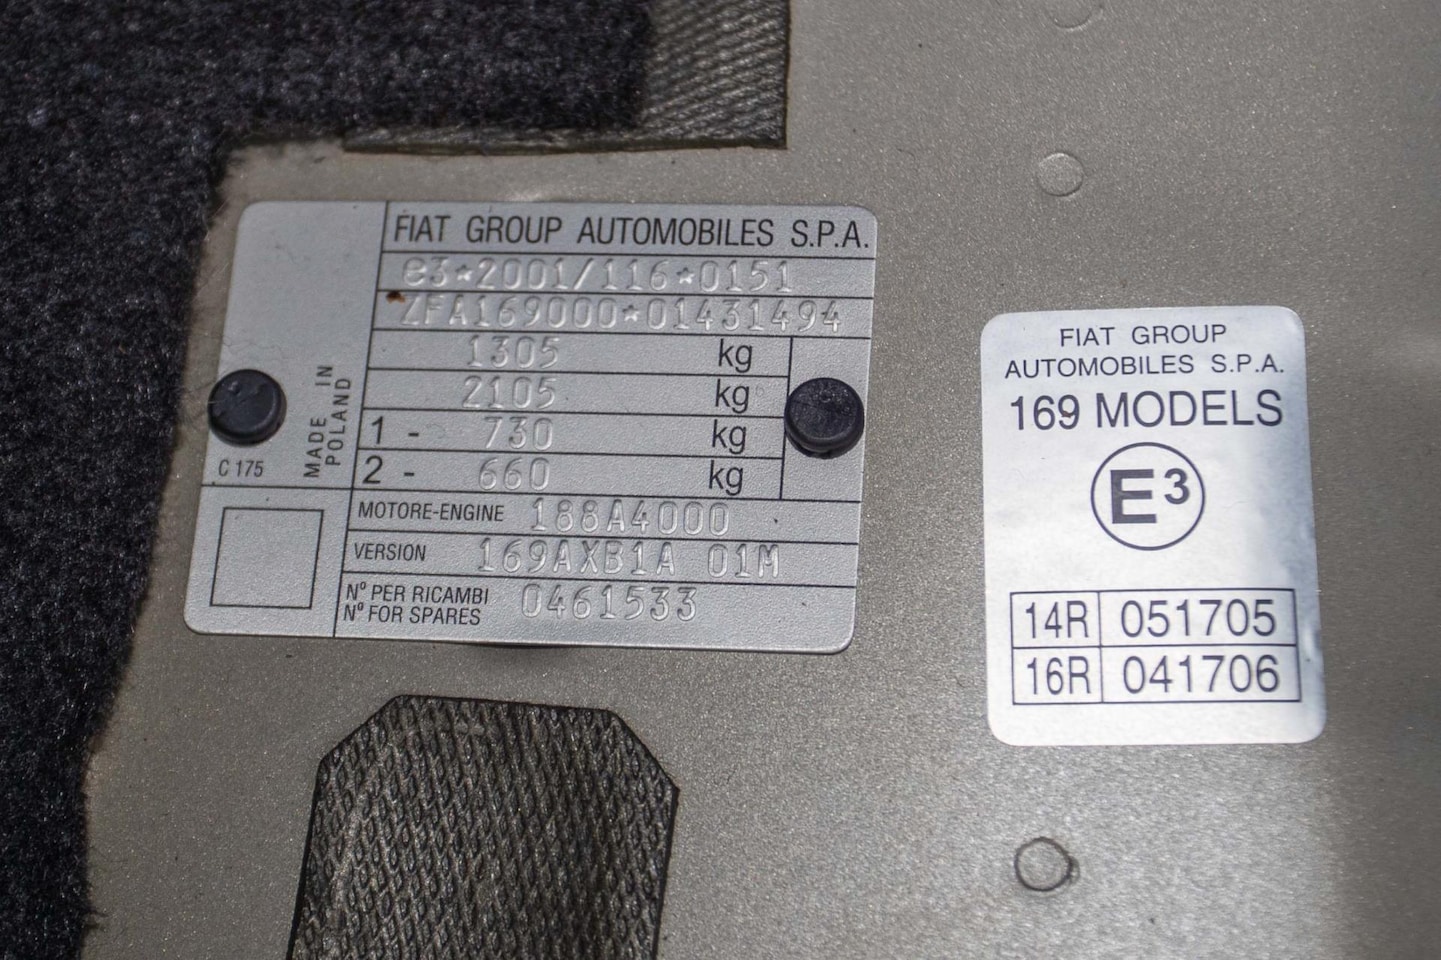 FIAT GROUP AUTOMOBILES S.P.A.
e3*2001/116*0151
ZFA169000*01431494
1305 kg
2105 kg
1 - 730 kg
2 - 660 kg
MADE IN
POLAND
C 175
MOTORE-ENGINE 188A4000
VERSION 169AXB1A 01M
Nº PER RICAMBI
Nº FOR SPARES 0461533
FIAT GROUP
AUTOMOBILES S.P.A.
169 MODELS
E3
14R 051705
16R 041706